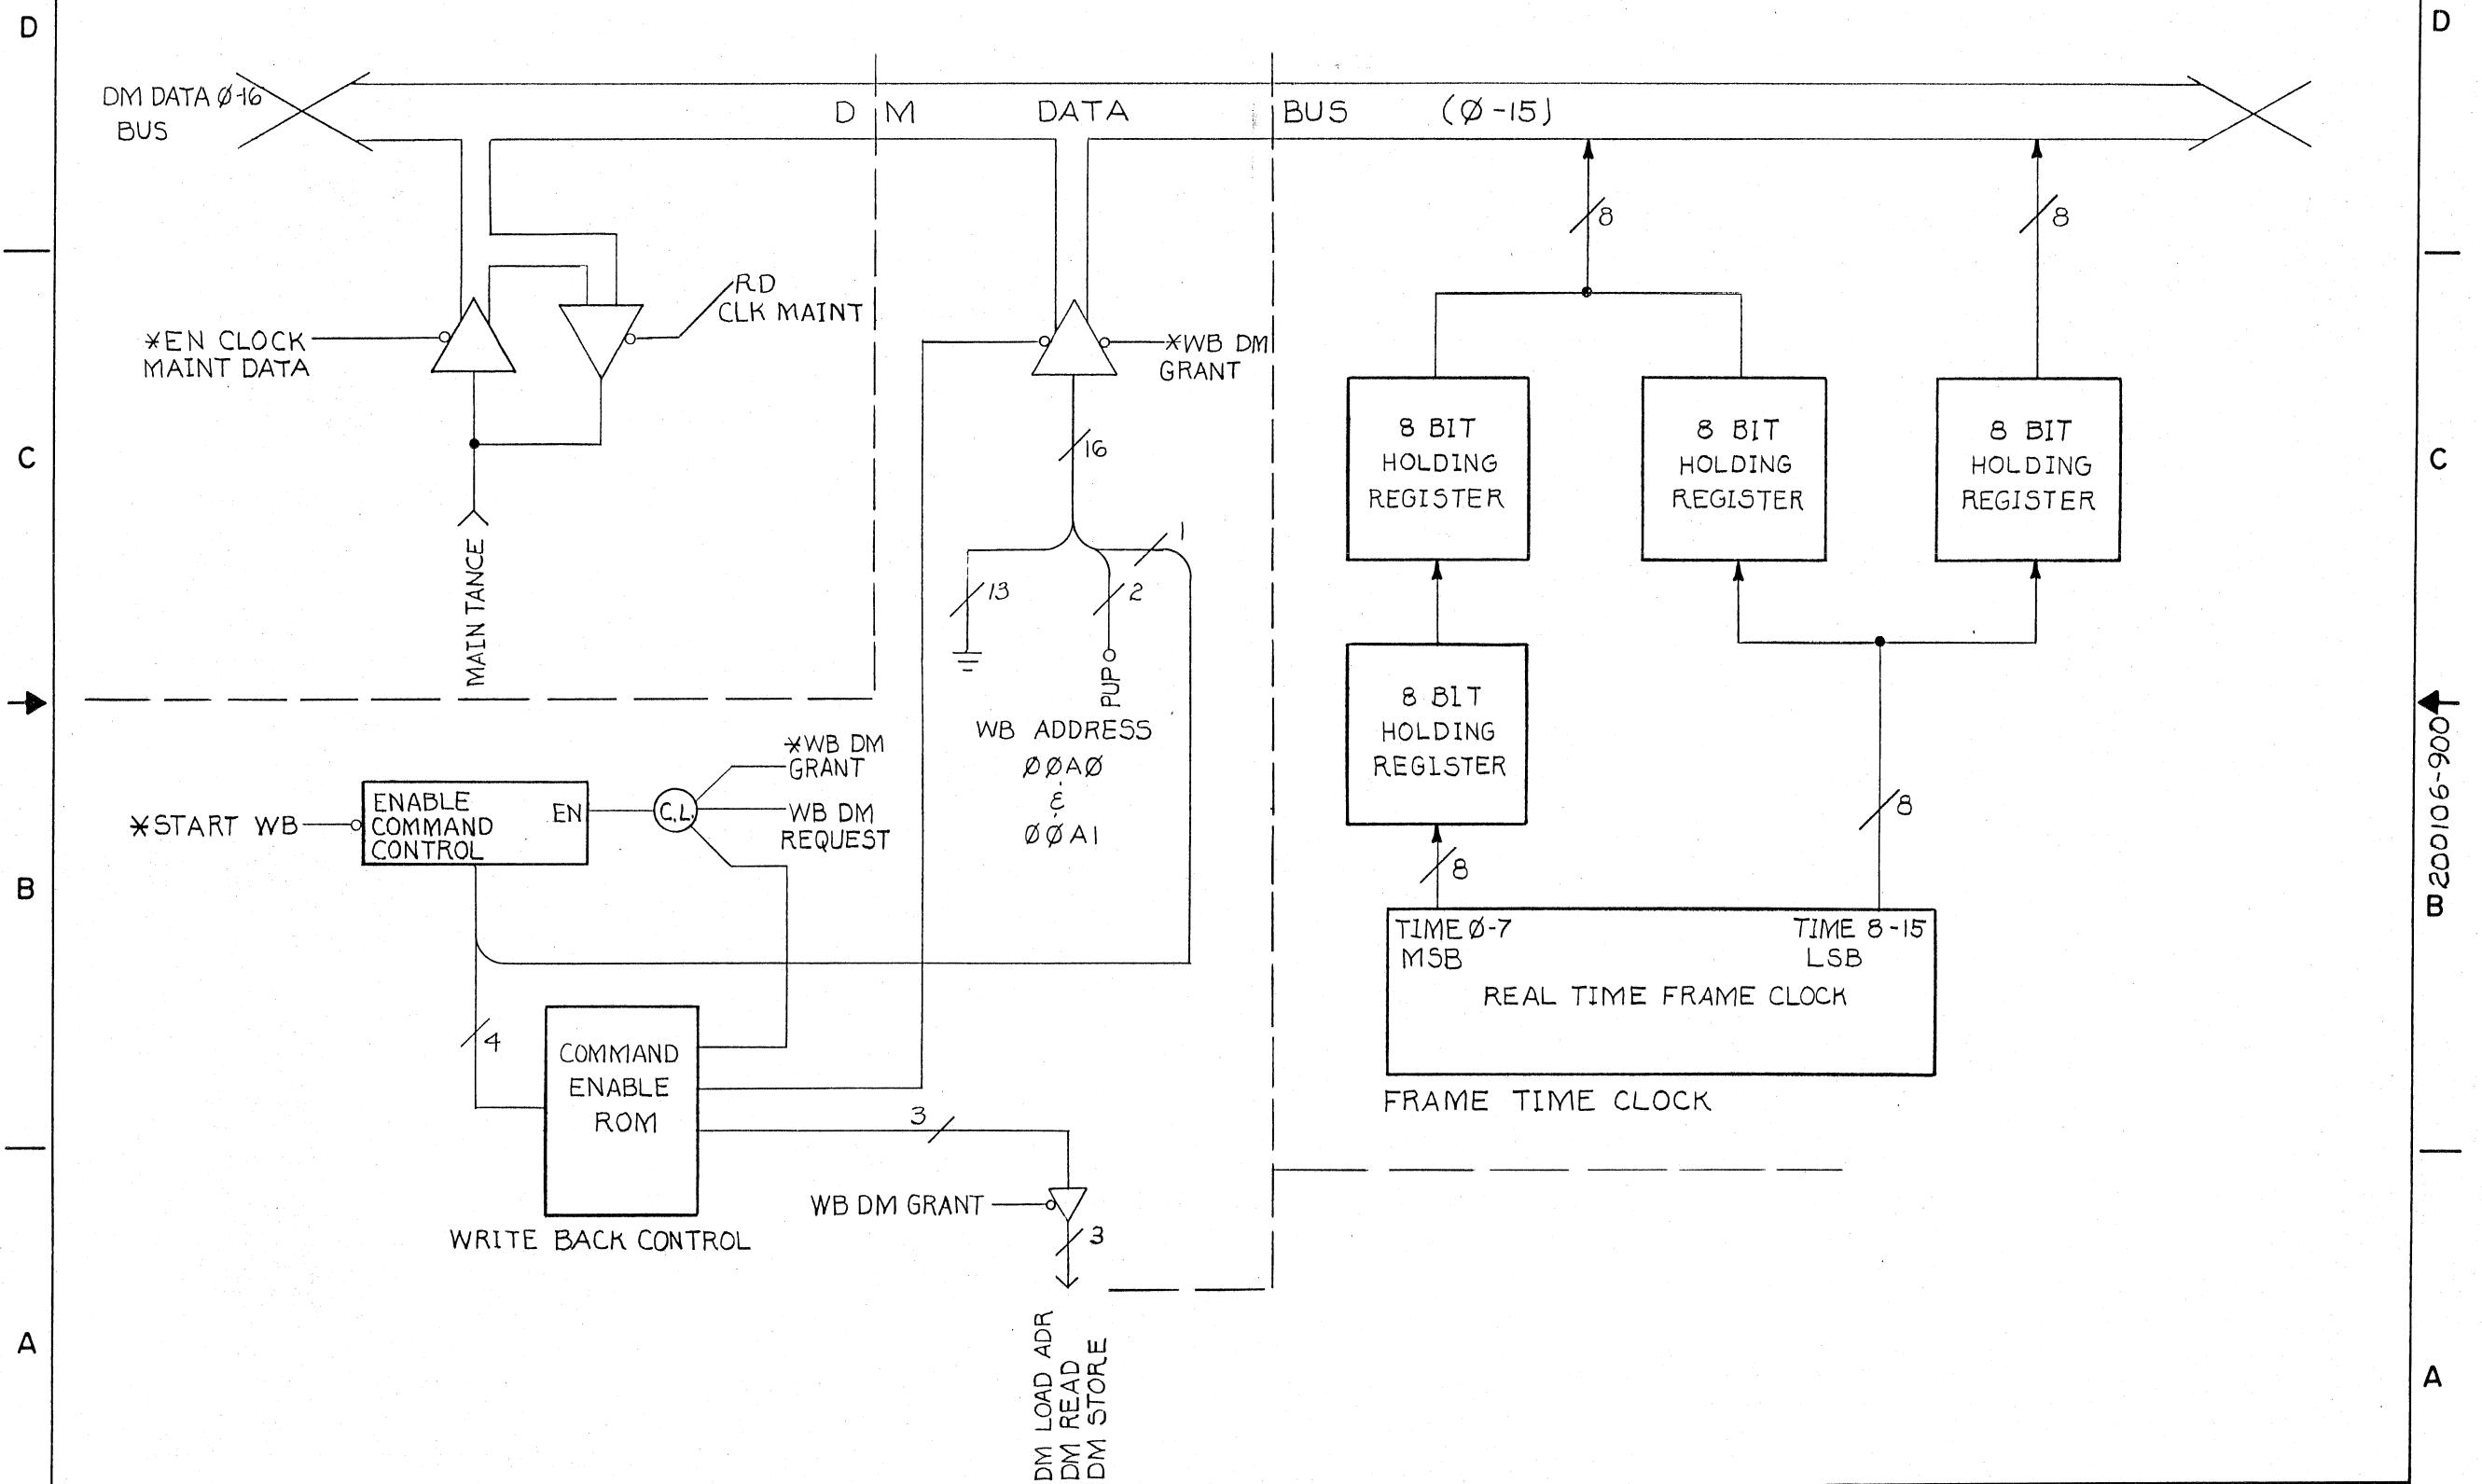 D
D
DM DATA Ø-16
BUS
DM DATA BUS (Ø-15)
8
8
RD
CLK MAINT
*EN CLOCK
MAINT DATA
*WB DM
GRANT
C
C
16
8 BIT
HOLDING
REGISTER
8 BIT
HOLDING
REGISTER
8 BIT
HOLDING
REGISTER
1
13
2
MAIN TANCE
PUP
8 BIT
HOLDING
REGISTER
WB ADDRESS
ØØAØ
&
ØØA1
*WB DM
GRANT
WB DM
REQUEST
*START WB
ENABLE
COMMAND
CONTROL
EN
C.L.
8
8
B
B
200106-900
TIME Ø-7
MSB
TIME 8-15
LSB
REAL TIME FRAME CLOCK
FRAME TIME CLOCK
4
COMMAND
ENABLE
ROM
3
WB DM GRANT
3
WRITE BACK CONTROL
A
A
DM LOAD ADR
DM READ
DM STORE